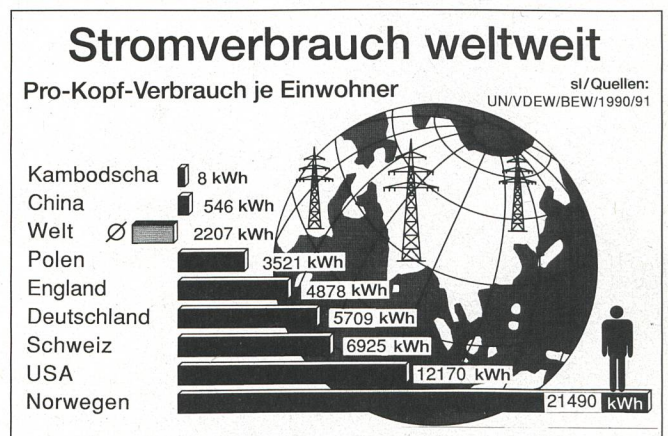 Stromverbrauch weltweit
Pro-Kopf-Verbrauch je Einwohner
sl/Quellen:
UN/VDEW/BEW/1990/91
Kambodscha 8 kWh
China 546 kWh
Welt Ø 2207 kWh
Polen 3521 kWh
England 4878 kWh
Deutschland 5709 kWh
Schweiz 6925 kWh
USA 12170 kWh
Norwegen 21490 kWh